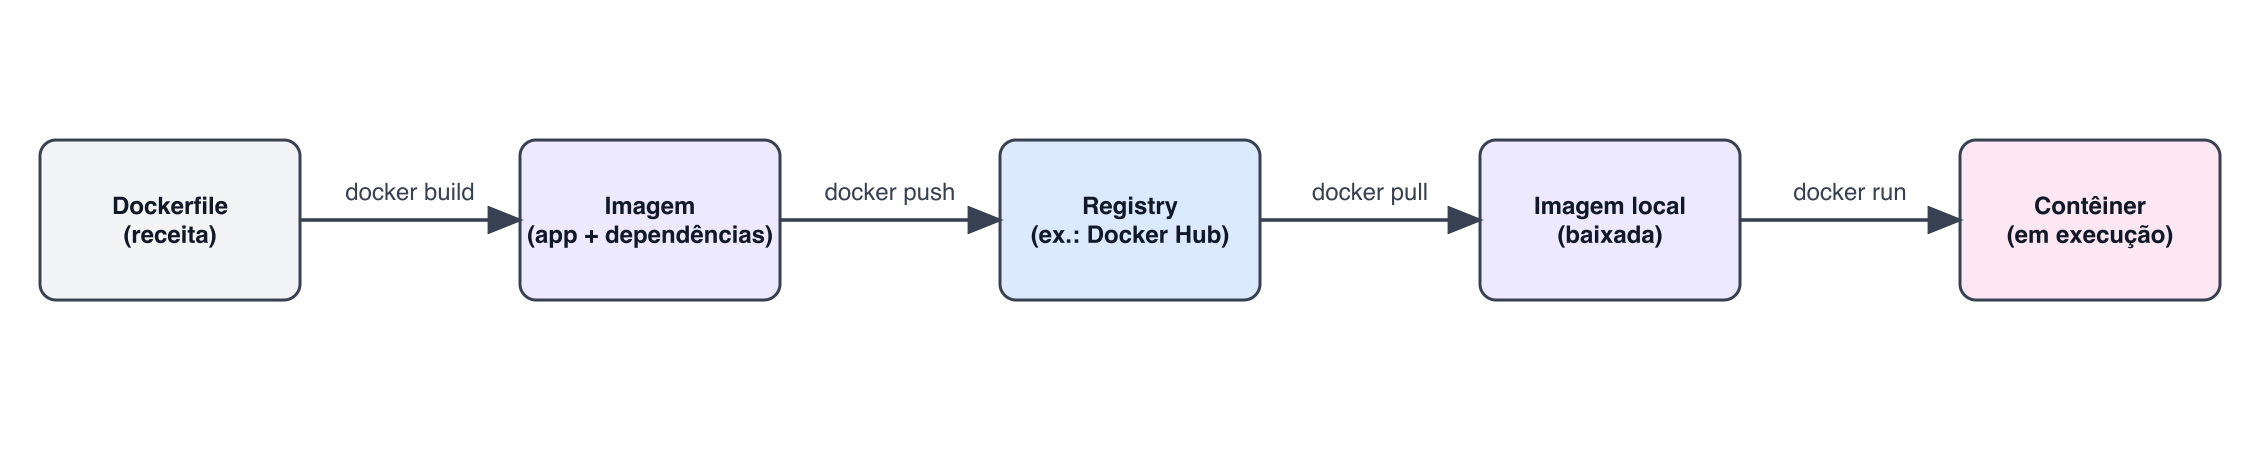 Dockerfile
(receita)
docker build
Imagem
(app + dependências)
docker push
Registry
(ex.: Docker Hub)
docker pull
Imagem local
(baixada)
docker run
Contêiner
(em execução)